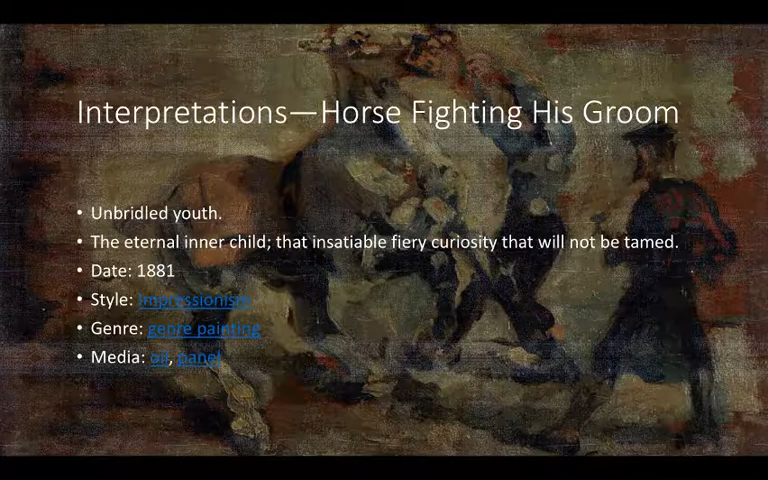 Interpretations—Horse Fighting His Groom
• Unbridled youth.
• The eternal inner child; that insatiable fiery curiosity that will not be tamed.
• Date: 1881
• Style: Impressionism
• Genre: genre painting
• Media: oil, panel